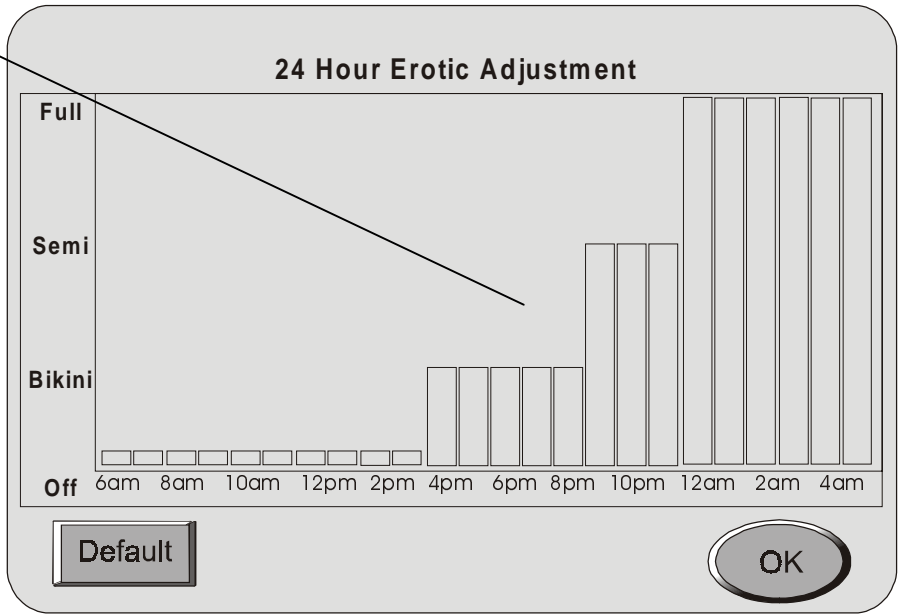 24 Hour Erotic Adjustment
Full
Semi
Bikini
Off
6am 8am 10am 12pm 2pm 4pm 6pm 8pm 10pm 12am 2am 4am
Default
OK